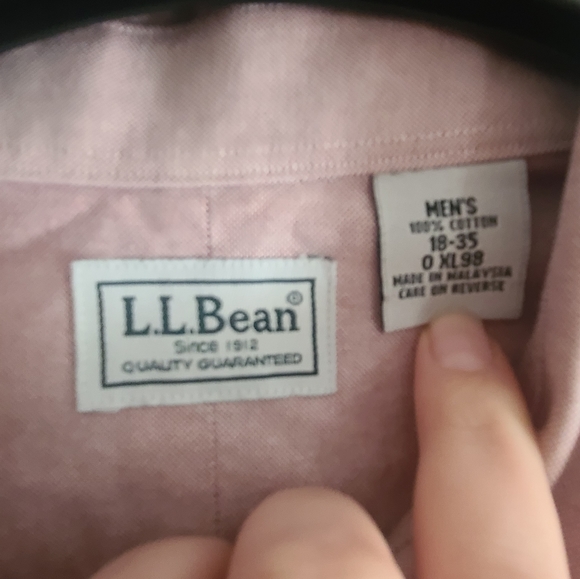 L.L.Bean®
Since 1912
QUALITY GUARANTEED
MEN'S
100% COTTON
18-35
0 XL98
MADE IN MALAYSIA
CARE ON REVERSE